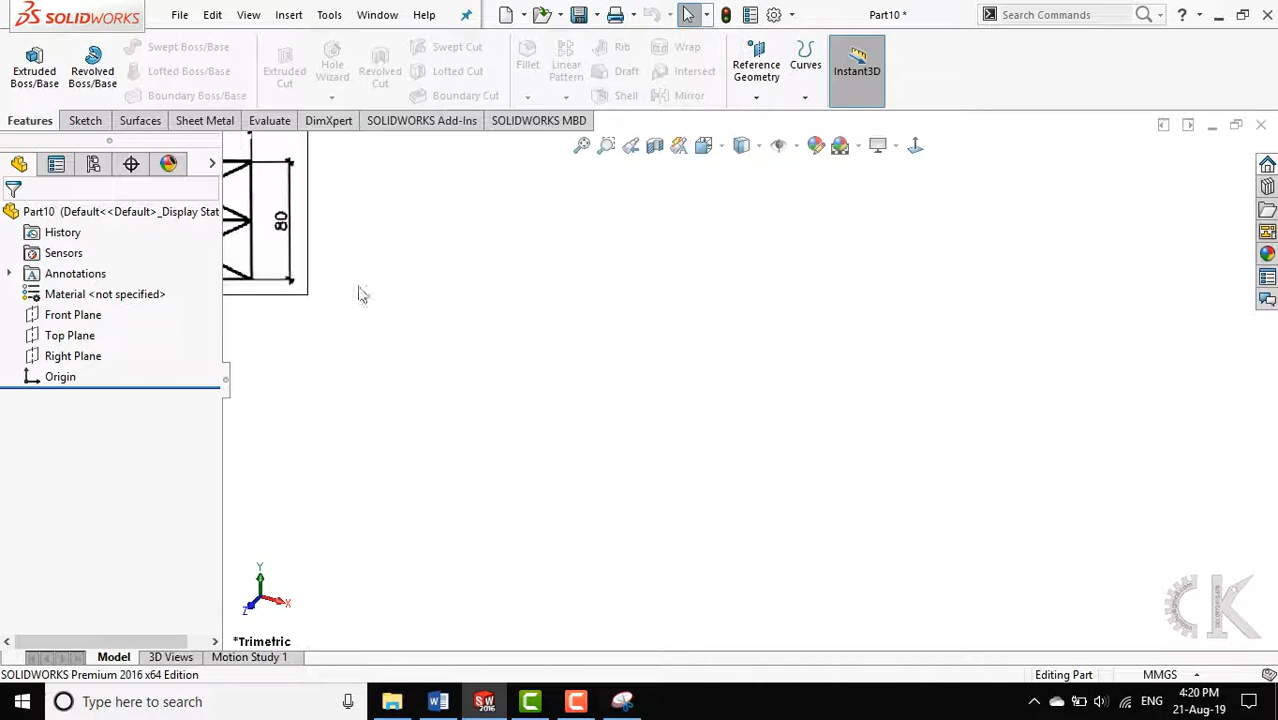 SOLIDWORKS File Edit View Insert Tools Window Help Part10 * Search Commands ?
Extruded Boss/Base Revolved Boss/Base Swept Boss/Base Lofted Boss/Base Boundary Boss/Base Extruded Cut Hole Wizard Revolved Cut Swept Cut Lofted Cut Boundary Cut Fillet Linear Pattern Rib Draft Shell Wrap Intersect Mirror Reference Geometry Curves Instant3D
Features Sketch Surfaces Sheet Metal Evaluate DimXpert SOLIDWORKS Add-Ins SOLIDWORKS MBD
Part10 (Default<<Default>_Display Stat
History
Sensors
Annotations
Material <not specified>
Front Plane
Top Plane
Right Plane
Origin
80
Y
X
Z
*Trimetric
Model 3D Views Motion Study 1
SOLIDWORKS Premium 2016 x64 Edition Editing Part MMGS
Type here to search ENG 4:20 PM
21-Aug-19